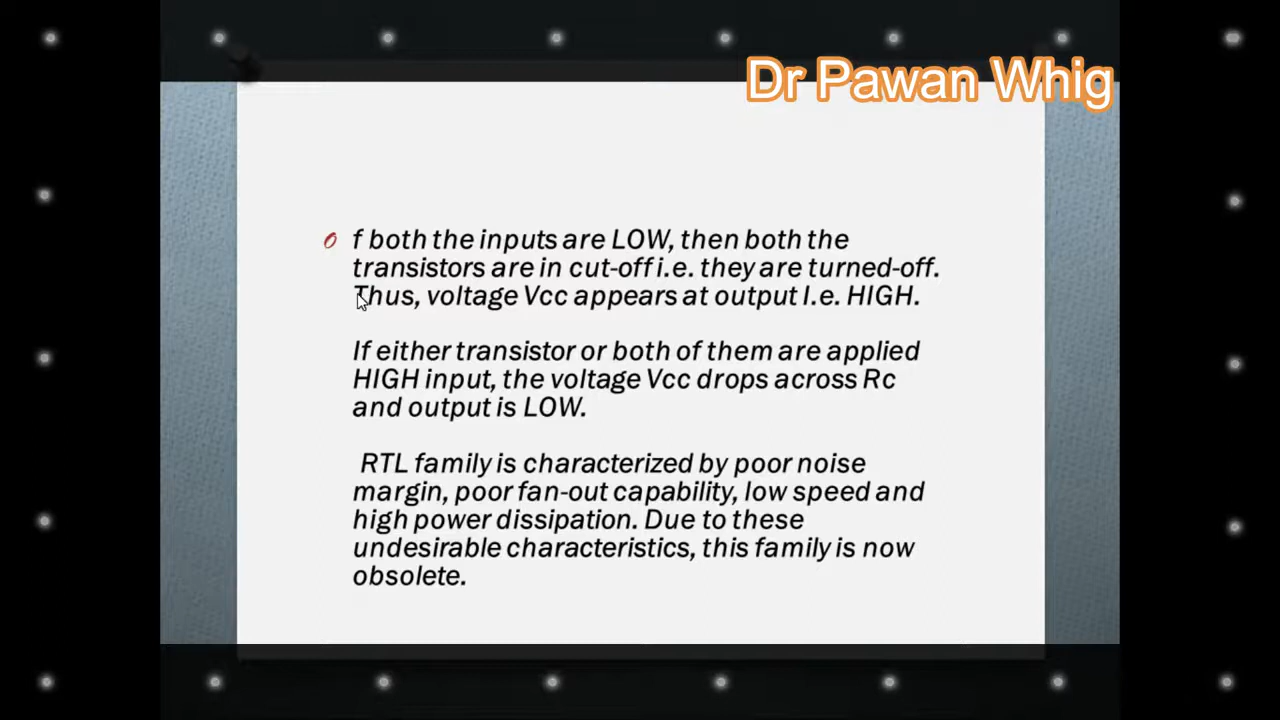 Dr Pawan Whig
f both the inputs are LOW, then both the
transistors are in cut-off i.e. they are turned-off.
Thus, voltage Vcc appears at output I.e. HIGH.
If either transistor or both of them are applied
HIGH input, the voltage Vcc drops across Rc
and output is LOW.
RTL family is characterized by poor noise
margin, poor fan-out capability, low speed and
high power dissipation. Due to these
undesirable characteristics, this family is now
obsolete.